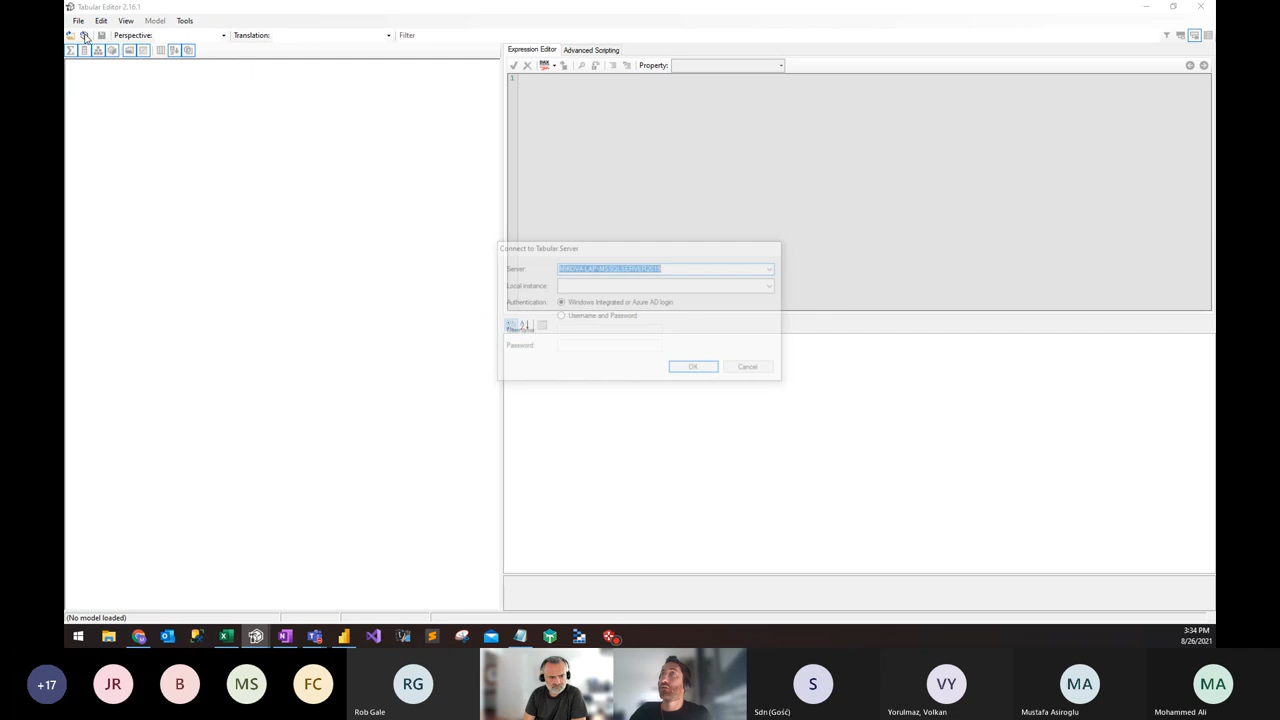 Tabular Editor 2.16.1
File Edit View Model Tools
Perspective: Translation: Filter
Expression Editor Advanced Scripting
Property:
1
Connect to Tabular Server
Server:
Local instance:
Authentication: Windows Integrated or Azure AD login
Username and Password
Password:
OK Cancel
(No model loaded)
3:34 PM
8/26/2021
+17 JR B MS FC RG S VY MA MA
Rob Gale Sdn (Gość) Yorulmaz, Volkan Mustafa Asiroglu Mohammed Ali